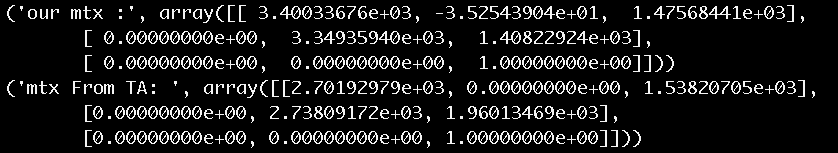 ('our mtx :', array([[ 3.40033676e+03, -3.52543904e+01,  1.47568441e+03],
       [ 0.00000000e+00,  3.34935940e+03,  1.40822924e+03],
       [ 0.00000000e+00,  0.00000000e+00,  1.00000000e+00]]))
('mtx From TA: ', array([[2.70192979e+03, 0.00000000e+00, 1.53820705e+03],
       [0.00000000e+00, 2.73809172e+03, 1.96013469e+03],
       [0.00000000e+00, 0.00000000e+00, 1.00000000e+00]]))